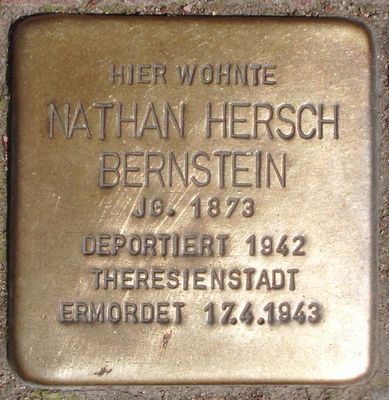 HIER WOHNTE
NATHAN HERSCH
BERNSTEIN
JG. 1873
DEPORTIERT 1942
THERESIENSTADT
ERMORDET 17.4.1943